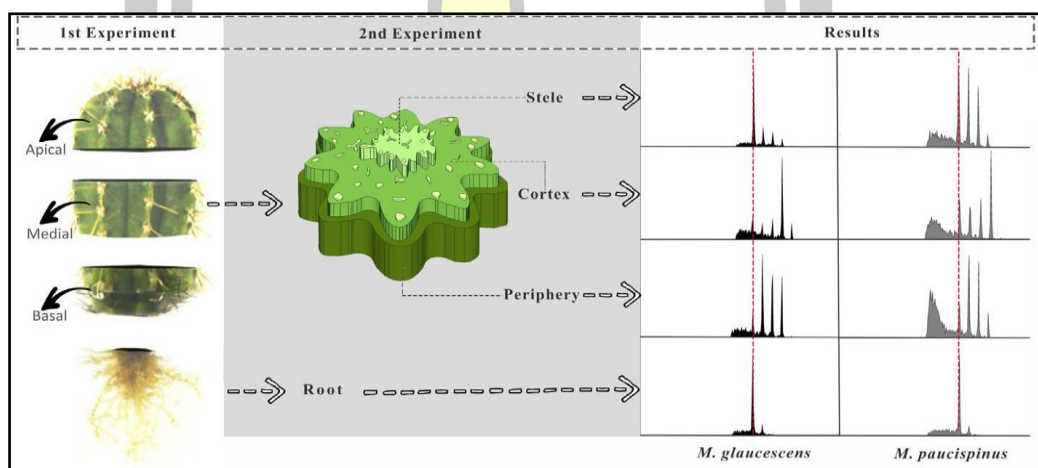 1st Experiment
2nd Experiment
Results
Apical
Medial
Basal
Stele
Cortex
Periphery
Root
M. glaucescens
M. paucispinus